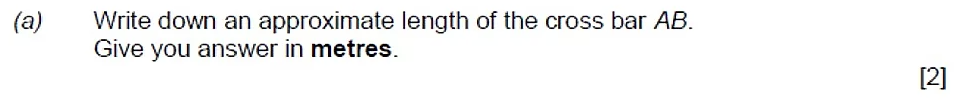 (a) Write down an approximate length of the cross bar AB.
Give you answer in metres.
[2]